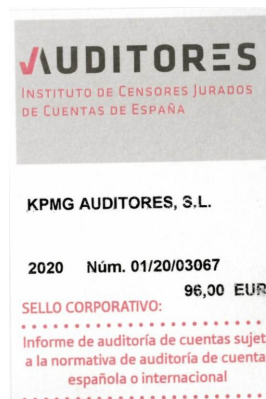 AUDITORES
INSTITUTO DE CENSORES JURADOS
DE CUENTAS DE ESPAÑA
KPMG AUDITORES, S.L.
2020 Núm. 01/20/03067
96,00 EUR
SELLO CORPORATIVO:
Informe de auditoría de cuentas sujet
a la normativa de auditoría de cuenta
española o internacional